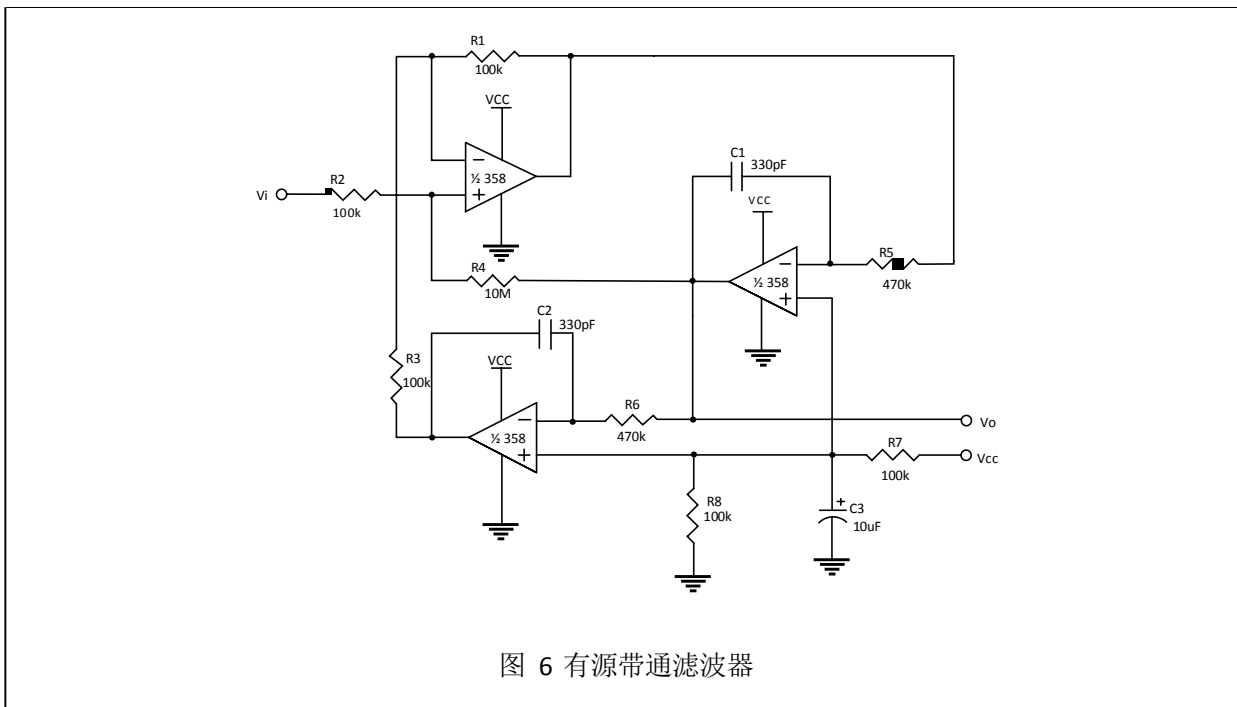 R1
100k
VCC
½ 358
Vi
R2
100k
C1
330pF
VCC
½ 358
R5
470k
R4
10M
C2
330pF
R3
100k
VCC
½ 358
R6
470k
Vo
R7
100k
Vcc
R8
100k
C3
10uF
图 6 有源带通滤波器